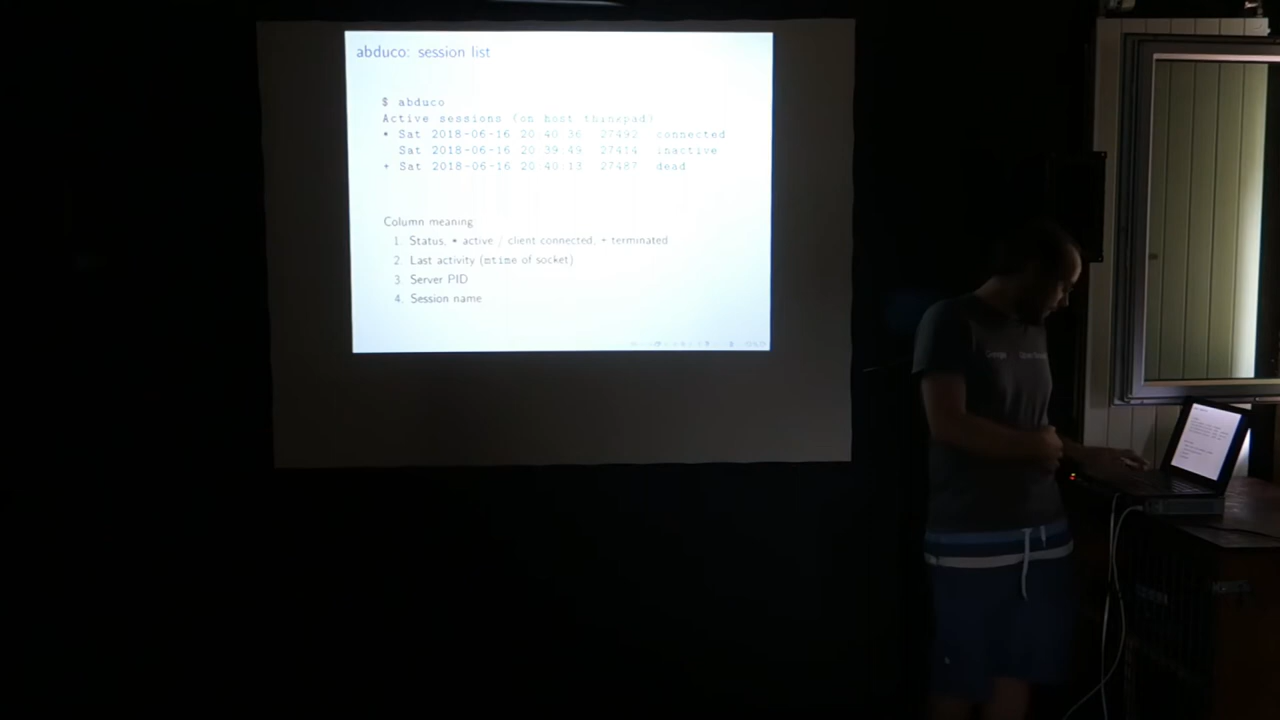 abduco: session list
$ abduco
Active sessions (on host thinkpad)
* Sat 2018-06-16 20:40:36 27492 connected
Sat 2018-06-16 20:39:49 27414 inactive
+ Sat 2018-06-16 20:40:13 27487 dead
Column meaning
1. Status, * active / client connected, + terminated
2. Last activity (mtime of socket)
3. Server PID
4. Session name
Google